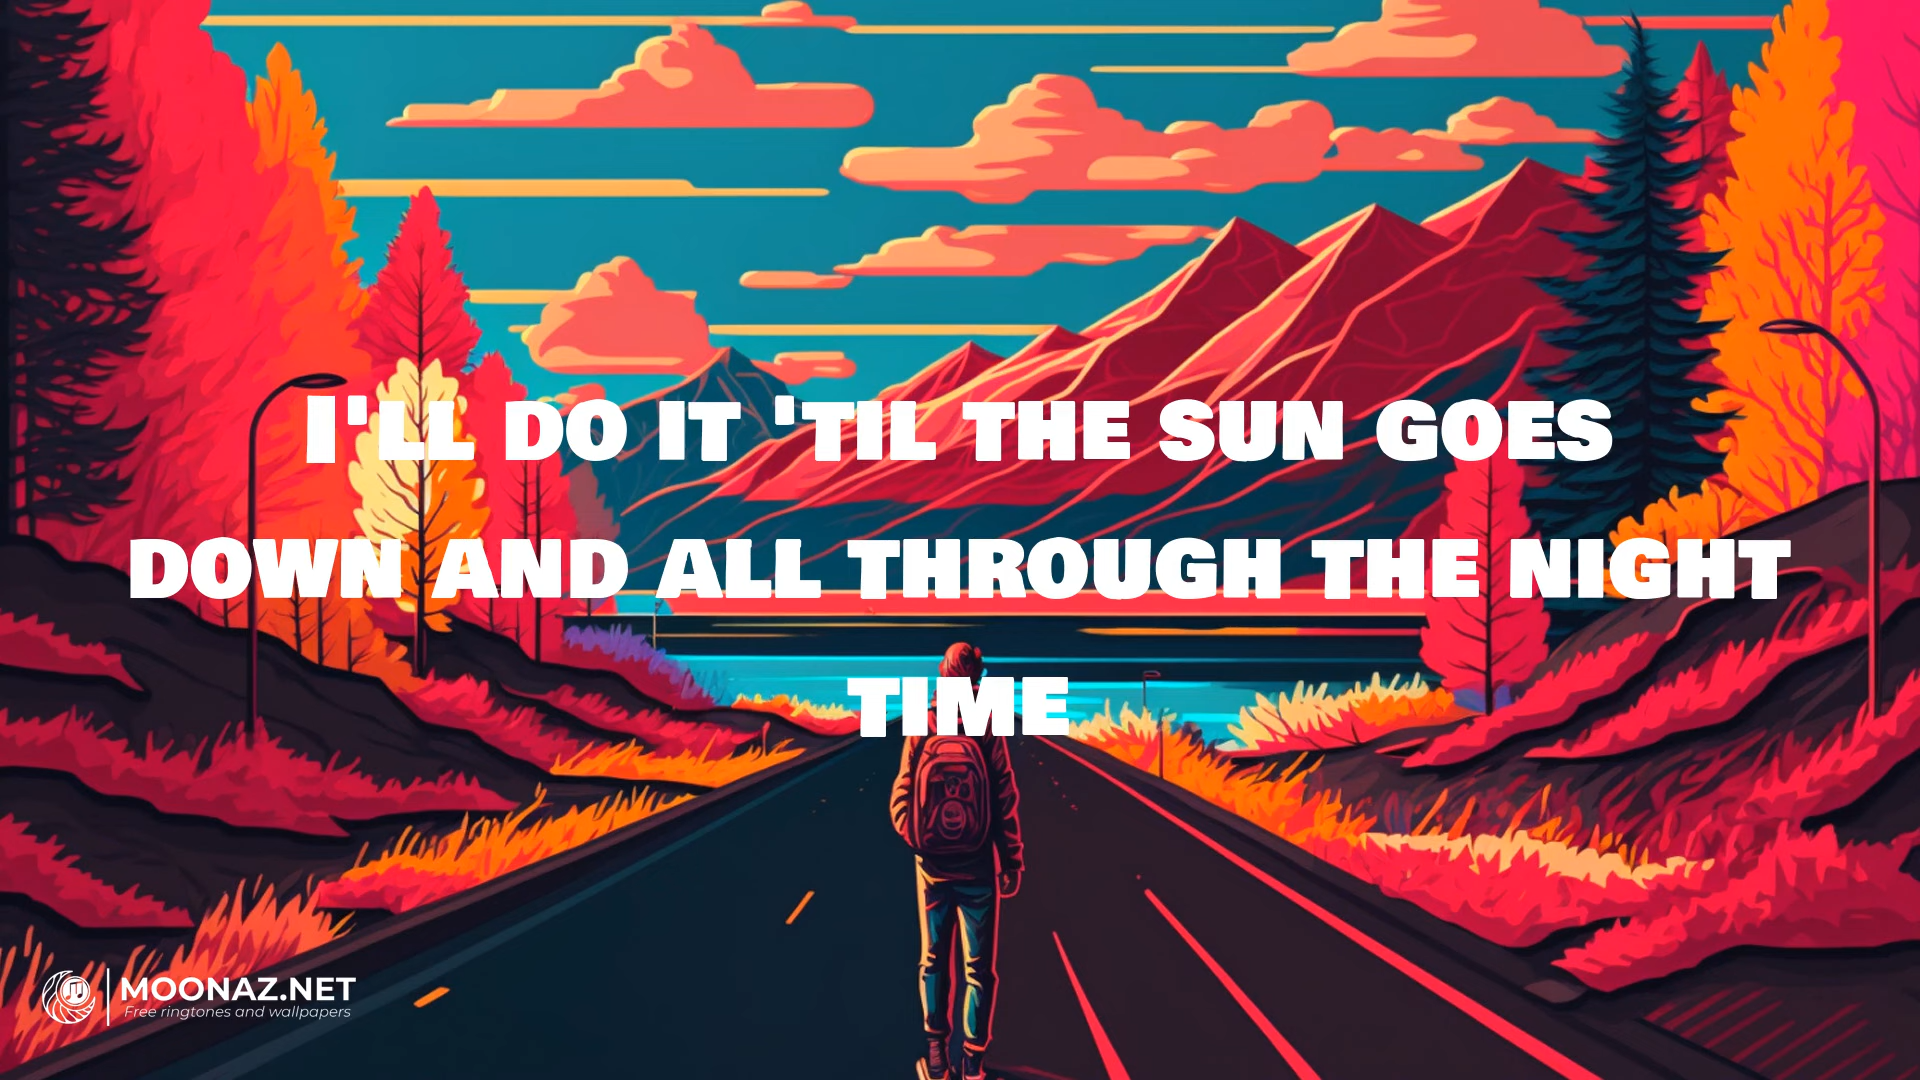 I'll do it 'til the sun goes
down and all through the night
time
MOONAZ.NET
Free ringtones and wallpapers